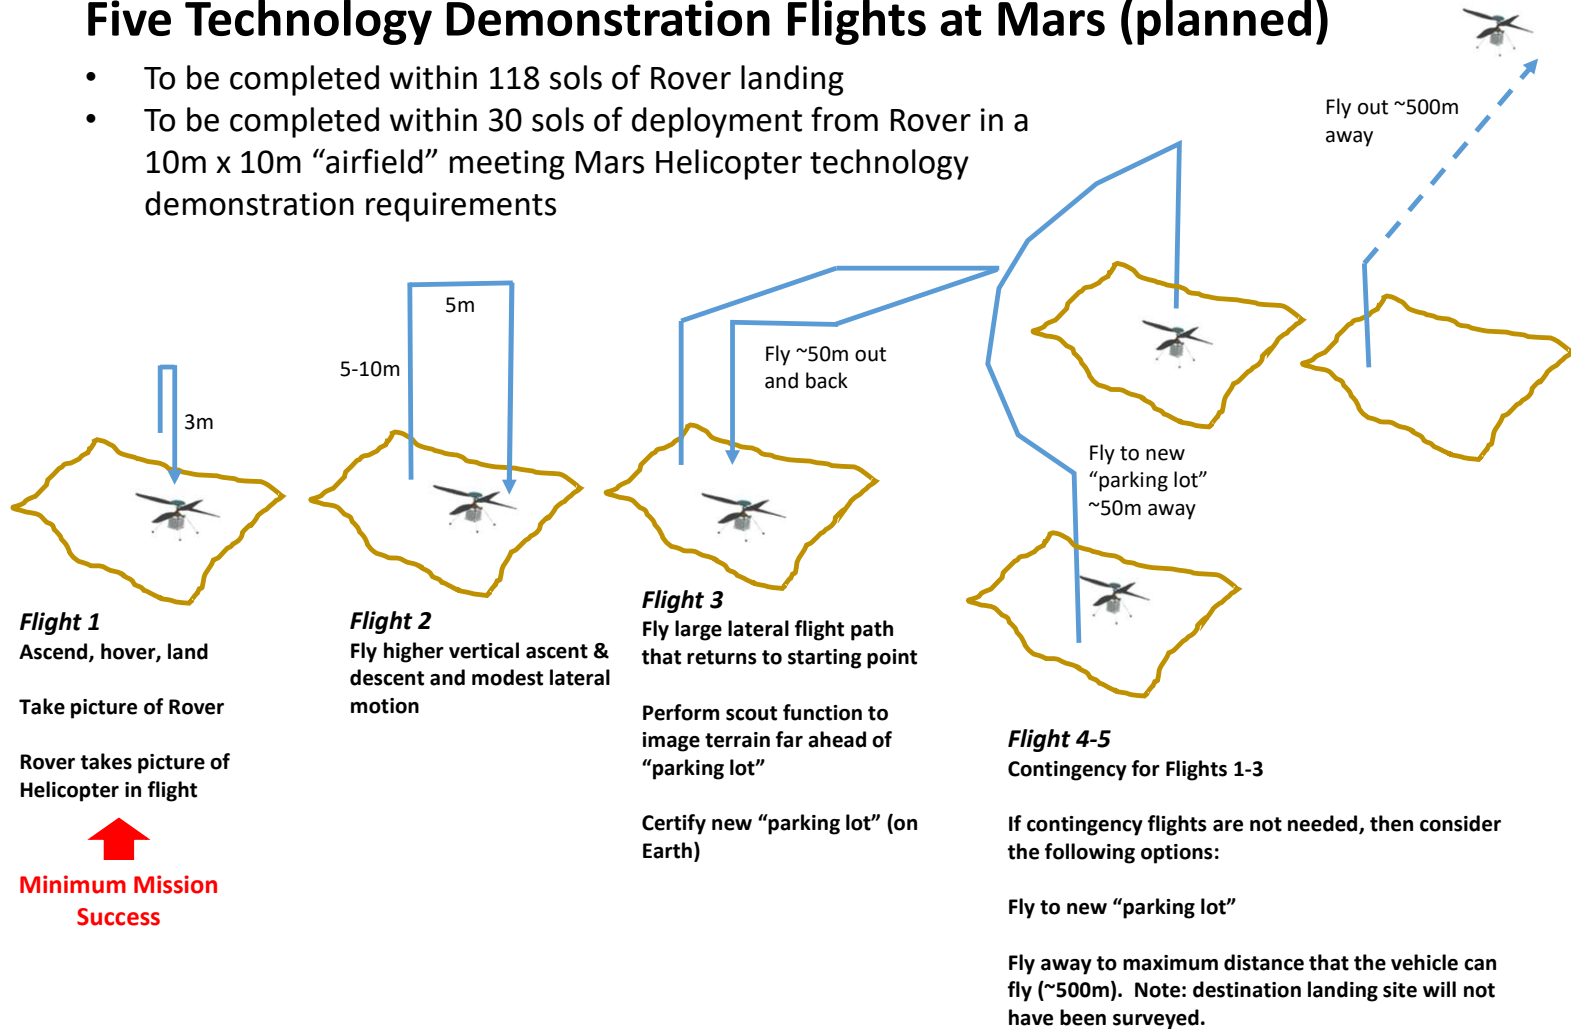 Five Technology Demonstration Flights at Mars (planned)
• To be completed within 118 sols of Rover landing
• To be completed within 30 sols of deployment from Rover in a
10m x 10m “airfield” meeting Mars Helicopter technology
demonstration requirements
Fly out ~500m
away
5m
5-10m
3m
Fly ~50m out
and back
Fly to new
“parking lot”
~50m away
Flight 1
Ascend, hover, land
Take picture of Rover
Rover takes picture of
Helicopter in flight
Minimum Mission
Success
Flight 2
Fly higher vertical ascent &
descent and modest lateral
motion
Flight 3
Fly large lateral flight path
that returns to starting point
Perform scout function to
image terrain far ahead of
“parking lot”
Certify new “parking lot” (on
Earth)
Flight 4-5
Contingency for Flights 1-3
If contingency flights are not needed, then consider
the following options:
Fly to new “parking lot”
Fly away to maximum distance that the vehicle can
fly (~500m).  Note: destination landing site will not
have been surveyed.